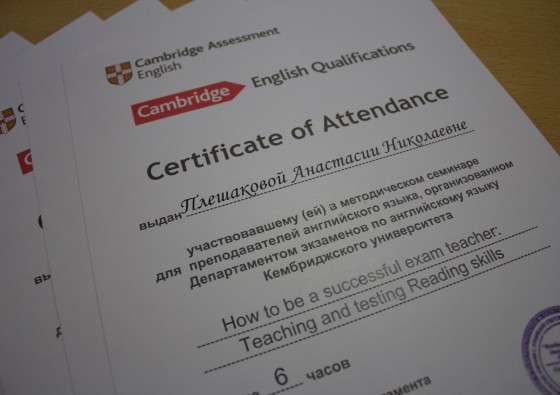 Cambridge Assessment
English
Cambridge English Qualifications
Certificate of Attendance
выдан Плешаковой Анастасии Николаевне
участвовавшему (ей) в методическом семинаре
для преподавателей английского языка, организованном
Департаментом экзаменов по английскому языку
Кембриджского университета
How to be a successful exam teacher:
Teaching and testing Reading skills
6 часов